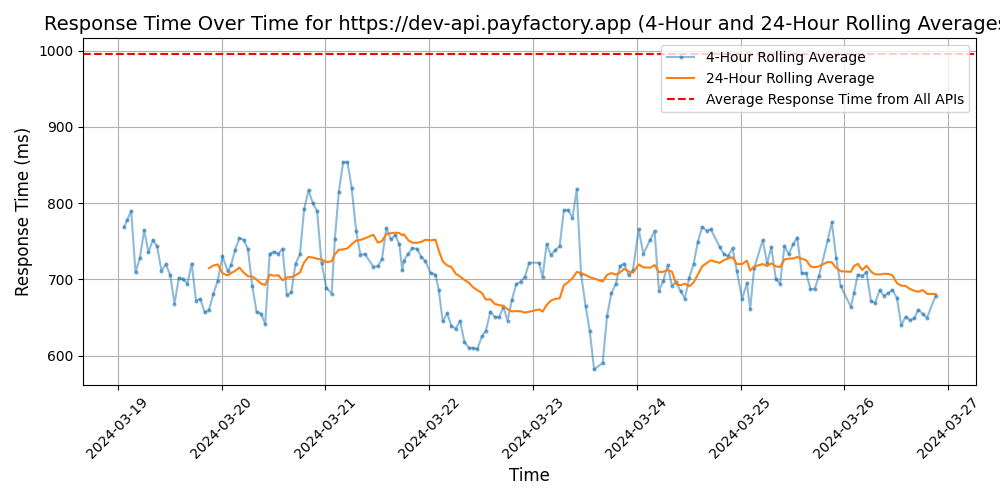 Response Time Over Time for https://dev-api.payfactory.app (4-Hour and 24-Hour Rolling Averages
4-Hour Rolling Average
24-Hour Rolling Average
Average Response Time from All APIs
Response Time (ms)
1000
900
800
700
600
2024-03-19
2024-03-20
2024-03-21
2024-03-22
2024-03-23
2024-03-24
2024-03-25
2024-03-26
2024-03-27
Time